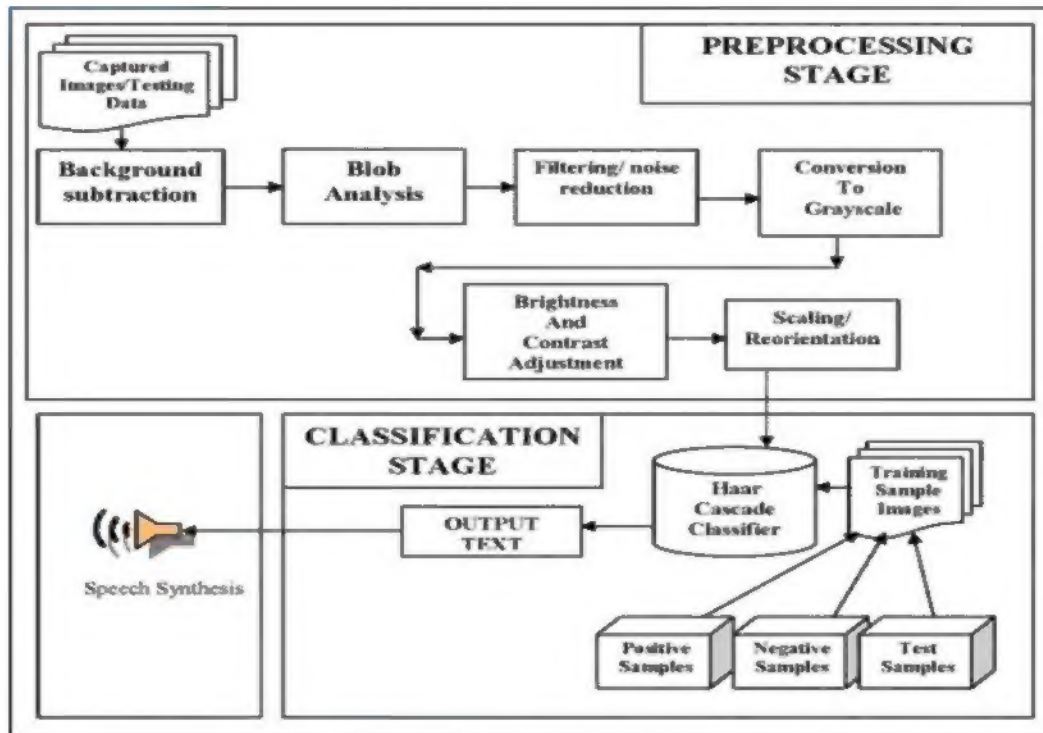 PREPROCESSING
STAGE
Captured
Images/Testing
Data
Background
subtraction
Blob
Analysis
Filtering/ noise
reduction
Conversion
To
Grayscale
Brightness
And
Contrast
Adjustment
Scaling/
Reorientation
CLASSIFICATION
STAGE
Haar
Cascade
Classifier
Training
Sample
Images
OUTPUT
TEXT
Speech Synthesis
Positive
Samples
Negative
Samples
Test
Samples